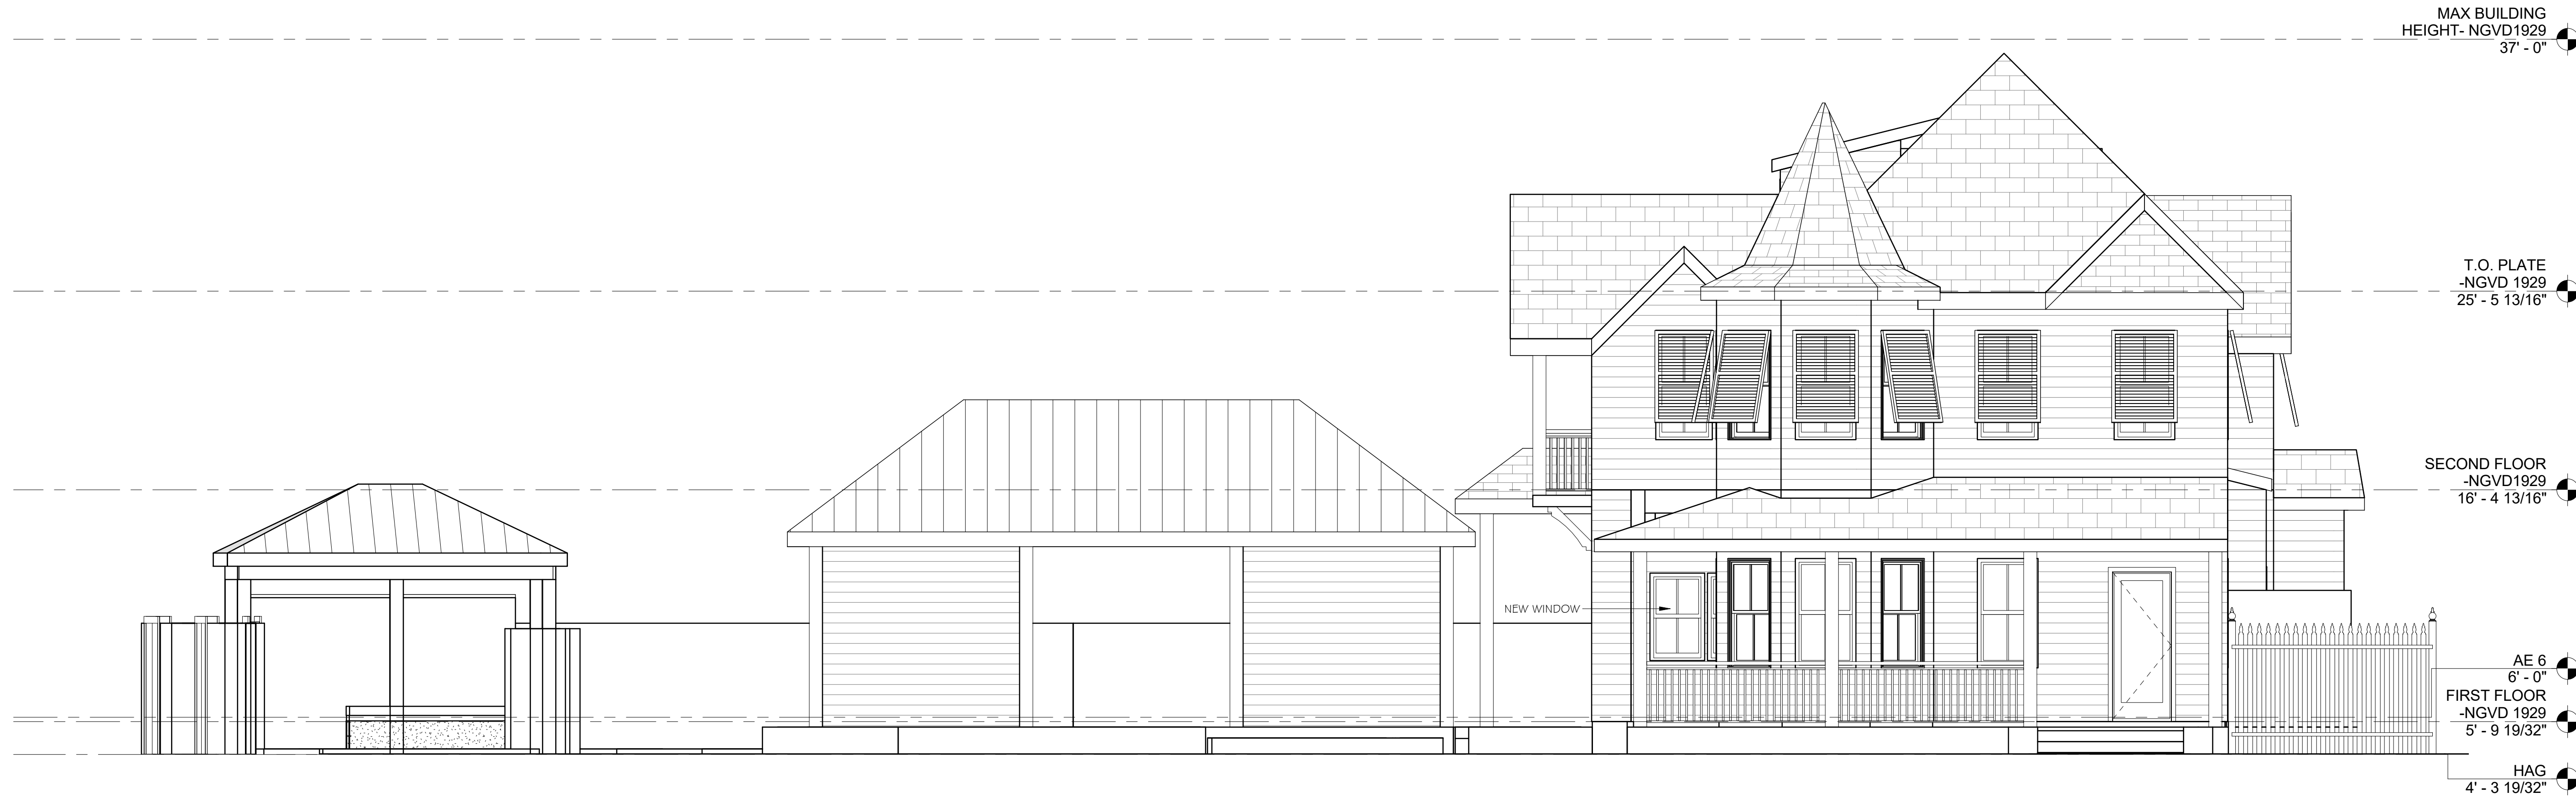 MAX BUILDING
HEIGHT- NGVD1929
37' - 0"
T.O. PLATE
-NGVD 1929
25' - 5 13/16"
SECOND FLOOR
-NGVD1929
16' - 4 13/16"
NEW WINDOW
AE 6
6' - 0"
FIRST FLOOR
-NGVD 1929
5' - 9 19/32"
HAG
4' - 3 19/32"